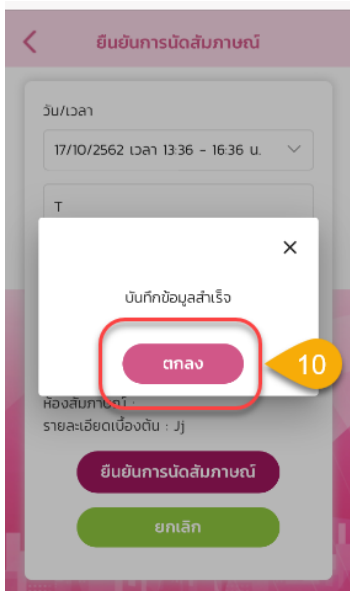 ยืนยันการนัดสัมภาษณ์
วัน/เวลา
17/10/2562 เวลา 13:36 - 16:36 น.
T
บันทึกข้อมูลสำเร็จ
ตกลง
10
ห้องสัมภาษณ์ :
รายละเอียดเบื้องต้น : Jj
ยืนยันการนัดสัมภาษณ์
ยกเลิก